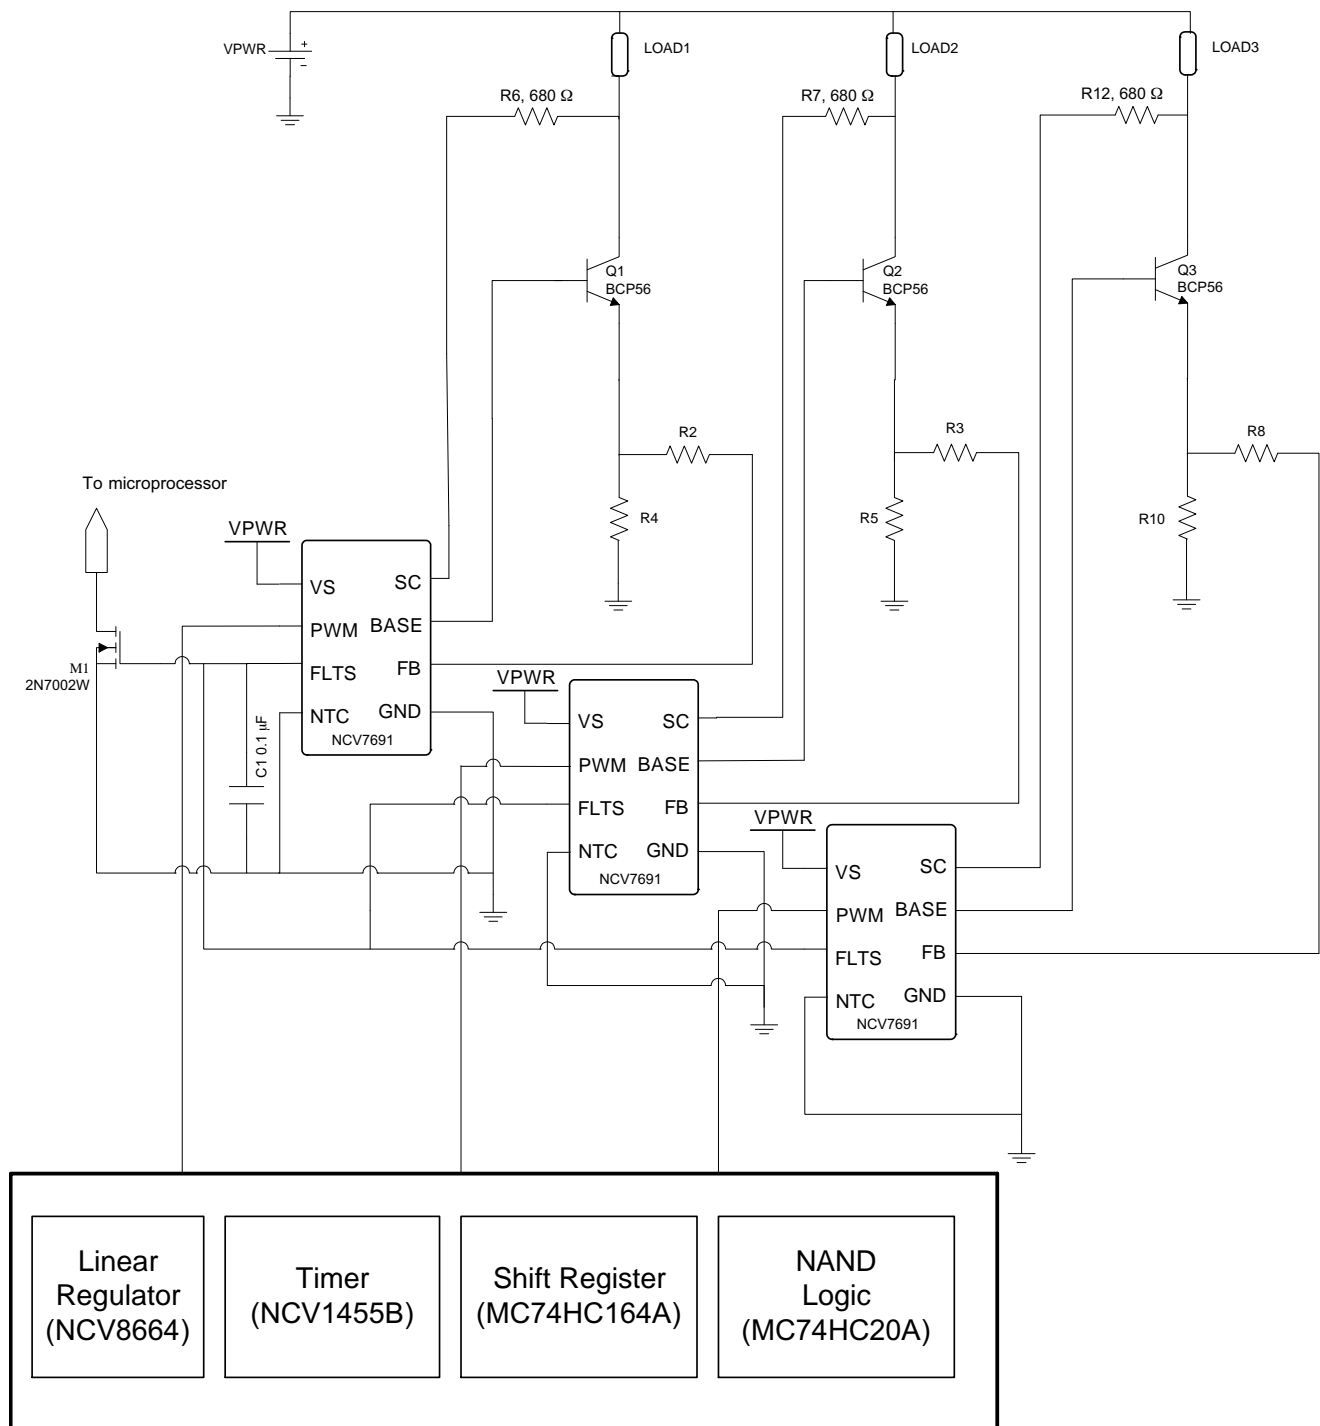 VPWR
+
−
LOAD1
LOAD2
LOAD3
R6, 680 Ω
R7, 680 Ω
R12, 680 Ω
Q1
BCP56
Q2
BCP56
Q3
BCP56
R2
R3
R8
R4
R5
R10
To microprocessor
VPWR
VS
SC
PWM
BASE
FLTS
FB
NTC
GND
NCV7691
M1
2N7002W
C1 0.1 µF
VPWR
VS
SC
PWM
BASE
FLTS
FB
NTC
GND
NCV7691
VPWR
VS
SC
PWM
BASE
FLTS
FB
NTC
GND
NCV7691
Linear
Regulator
(NCV8664)
Timer
(NCV1455B)
Shift Register
(MC74HC164A)
NAND
Logic
(MC74HC20A)